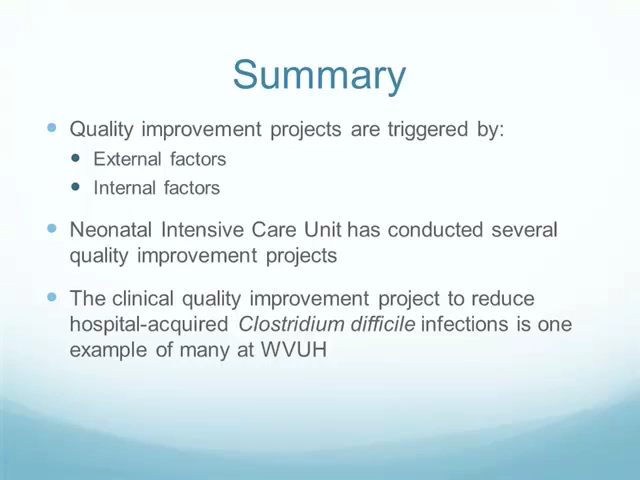 Summary
Quality improvement projects are triggered by:
External factors
Internal factors
Neonatal Intensive Care Unit has conducted several
quality improvement projects
The clinical quality improvement project to reduce
hospital-acquired Clostridium difficile infections is one
example of many at WVUH